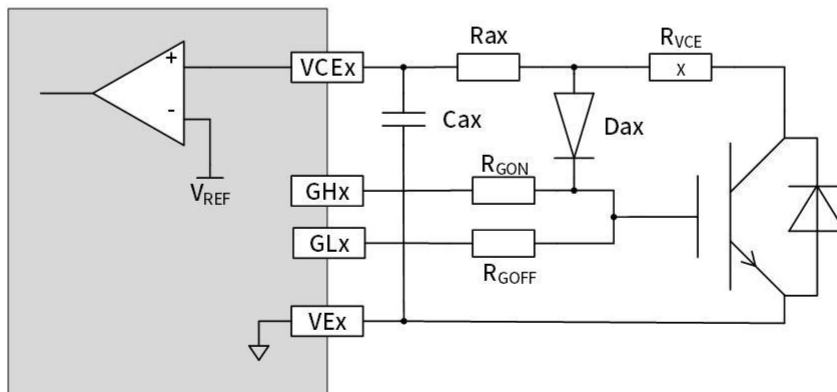 Rax
RVCE
x
VCEx
+
-
Cax
Dax
VREF
GHx
RGON
GLx
RGOFF
VEx